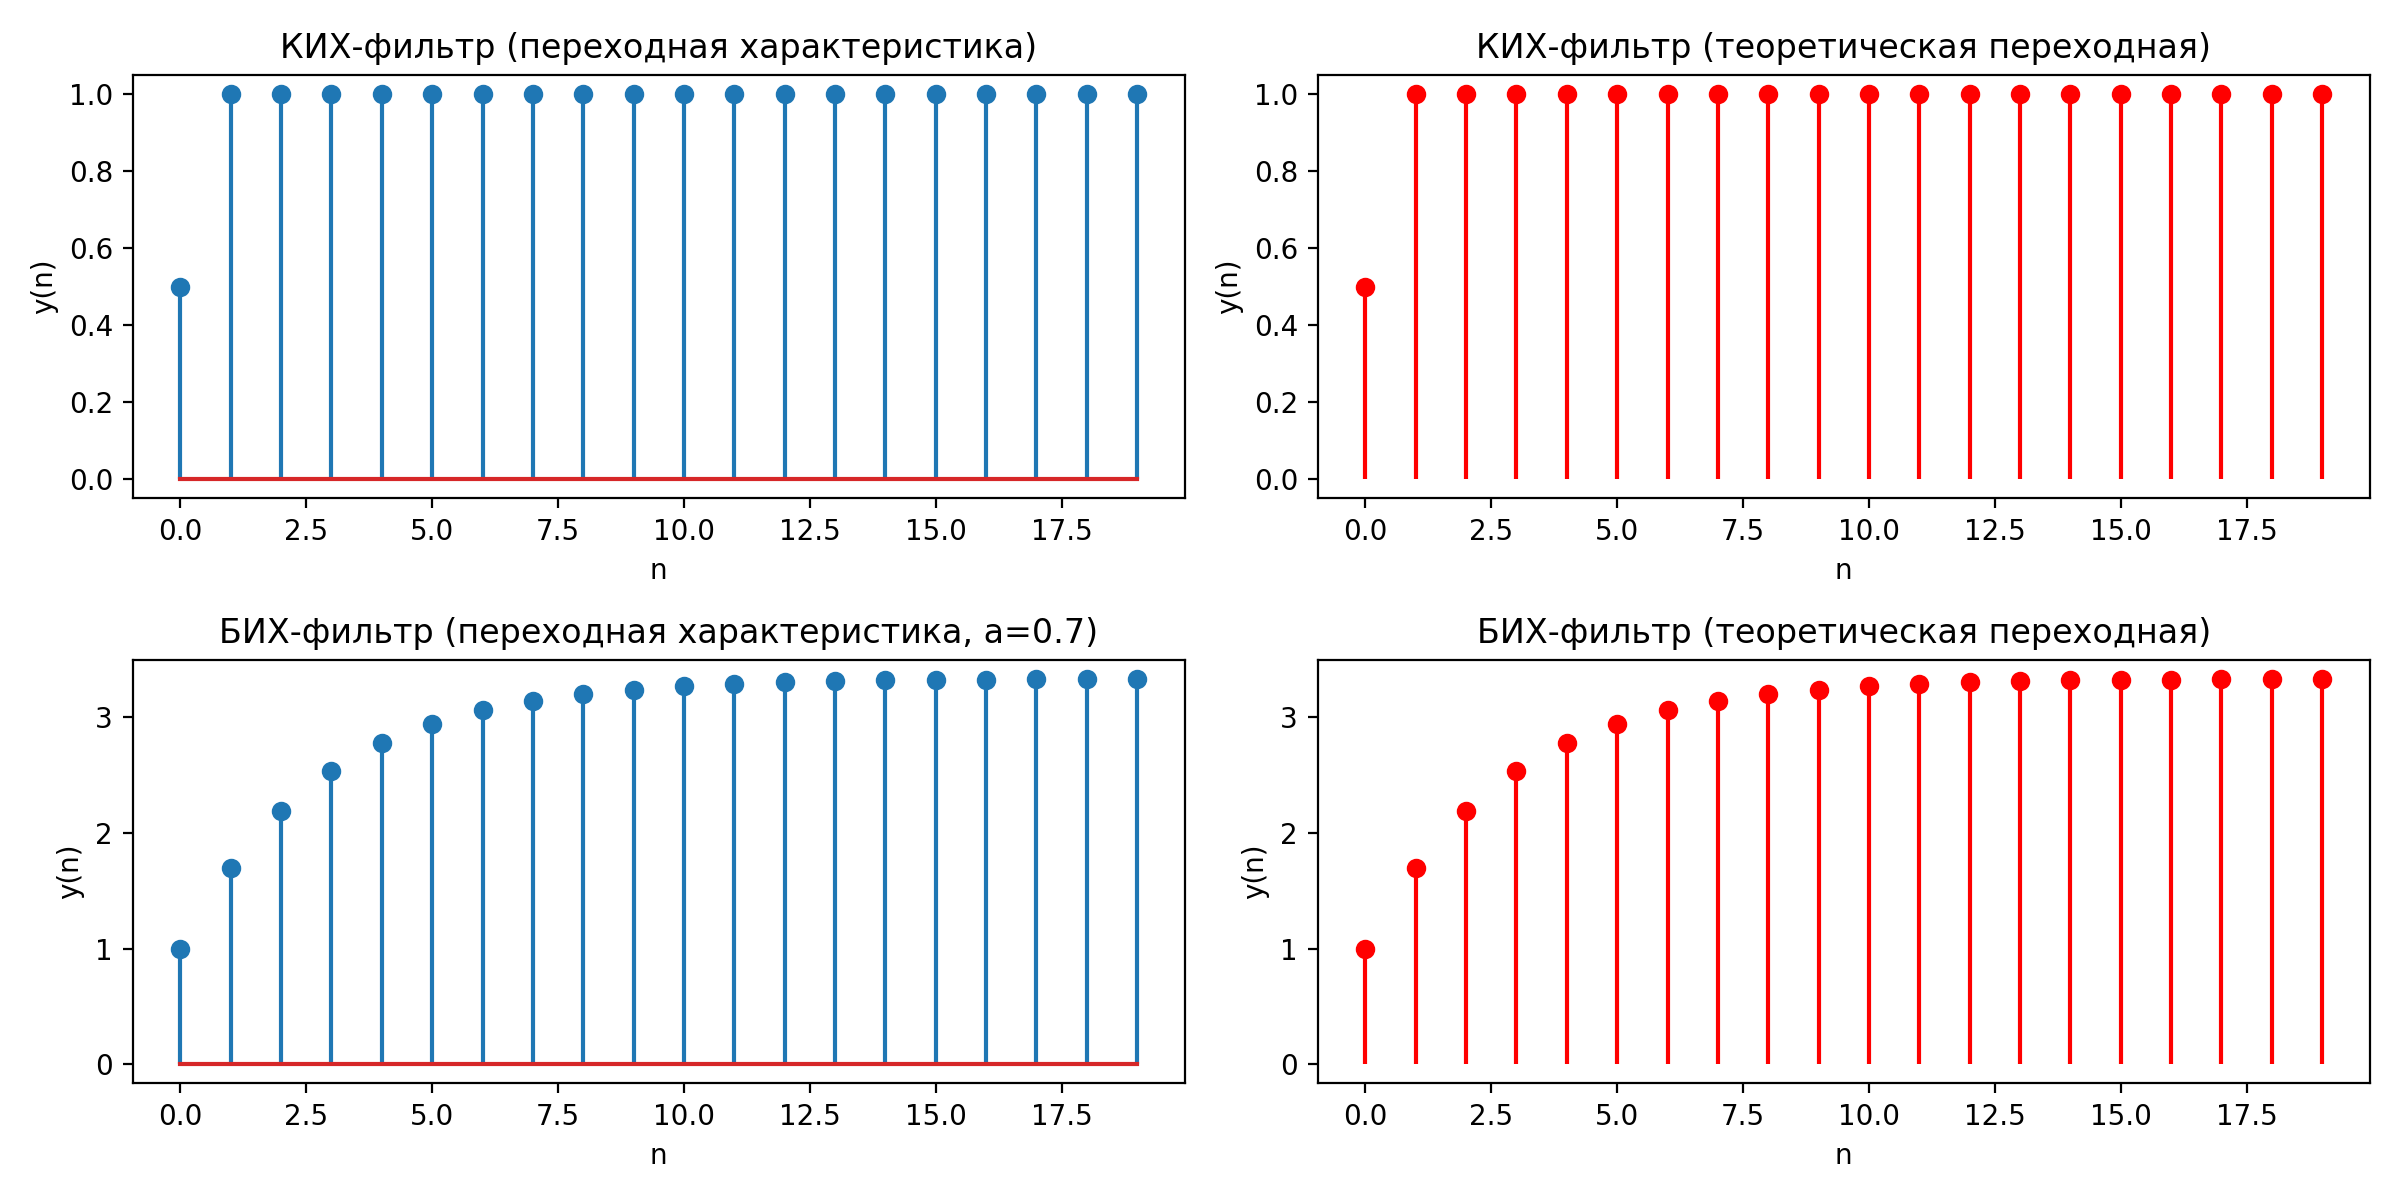 КИХ-фильтр (переходная характеристика)
1.0
0.8
0.6
0.4
0.2
0.0
y(n)
0.0 2.5 5.0 7.5 10.0 12.5 15.0 17.5
n
КИХ-фильтр (теоретическая переходная)
1.0
0.8
0.6
0.4
0.2
0.0
y(n)
0.0 2.5 5.0 7.5 10.0 12.5 15.0 17.5
n
БИХ-фильтр (переходная характеристика, a=0.7)
3
2
1
0
y(n)
0.0 2.5 5.0 7.5 10.0 12.5 15.0 17.5
n
БИХ-фильтр (теоретическая переходная)
3
2
1
0
y(n)
0.0 2.5 5.0 7.5 10.0 12.5 15.0 17.5
n